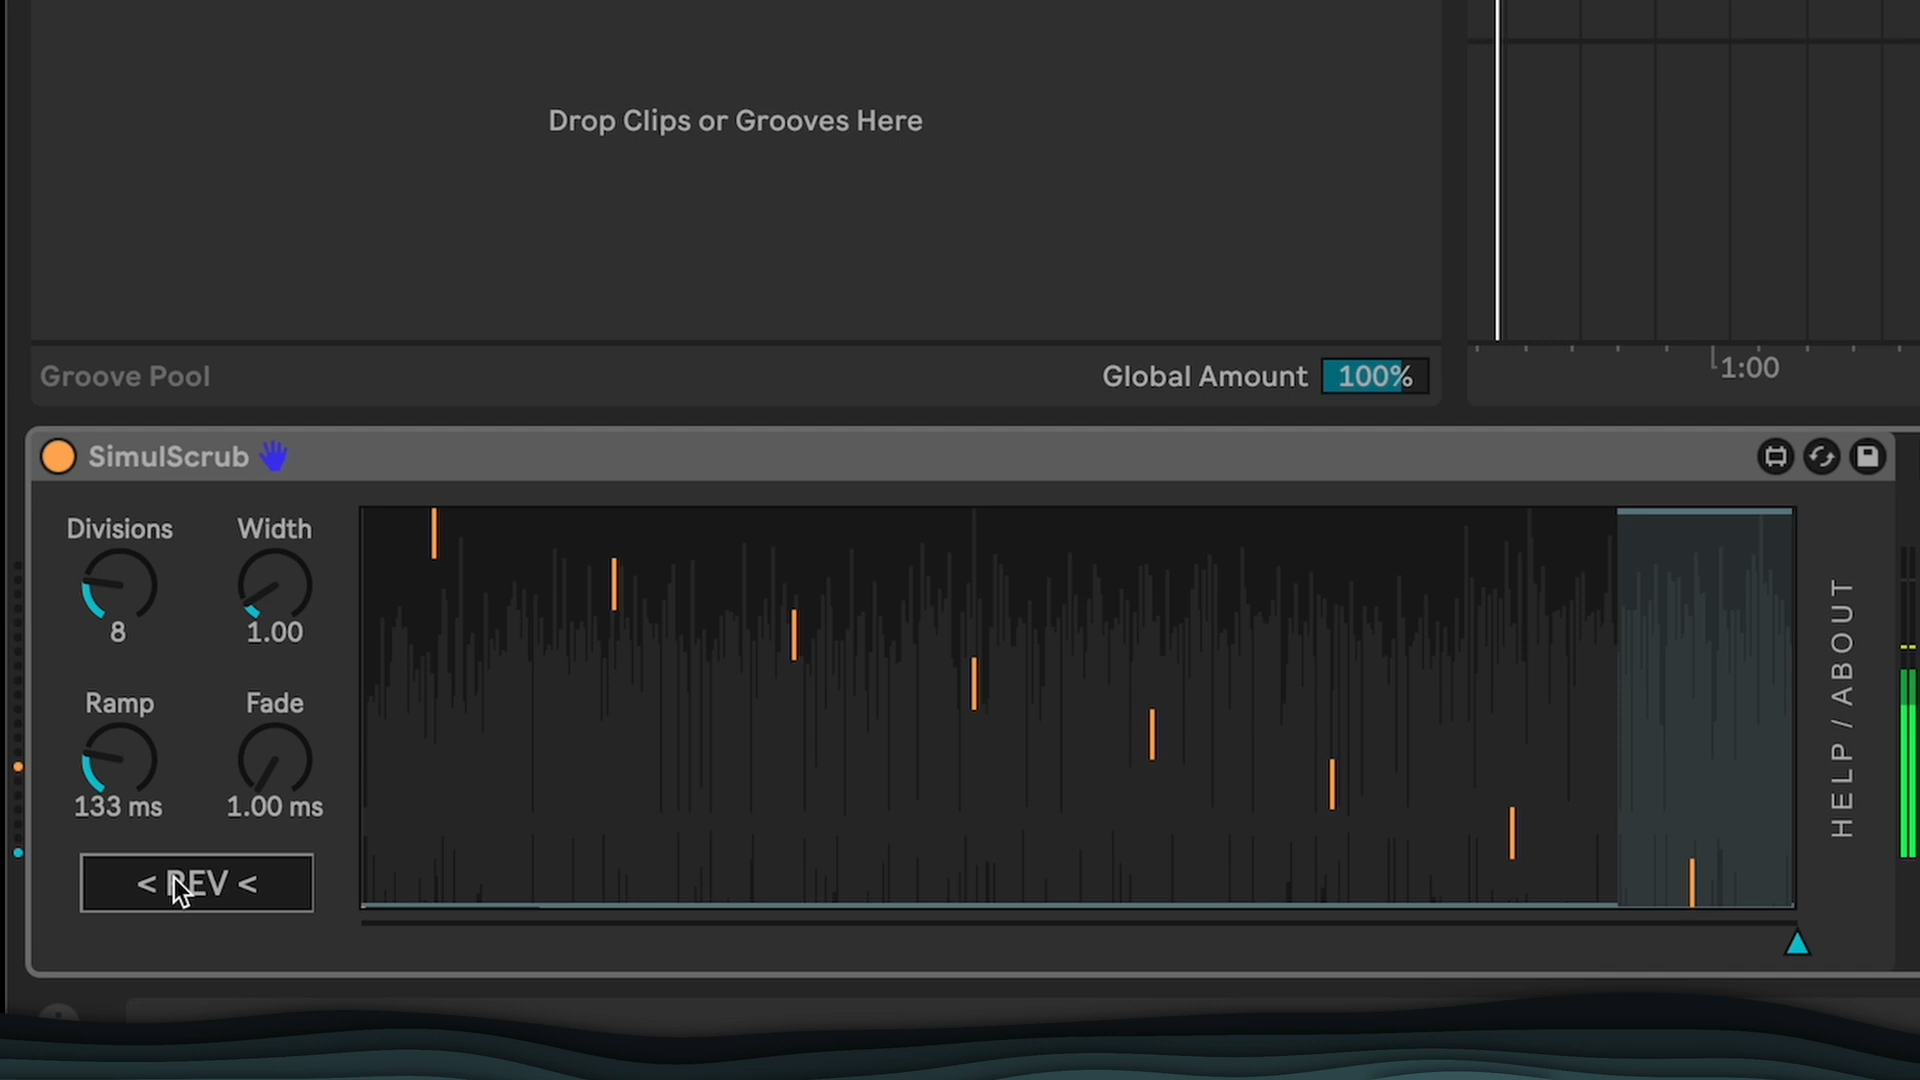 Drop Clips or Grooves Here
Groove Pool
Global Amount 100%
1:00
SimulScrub
Divisions
Width
8
1.00
Ramp
Fade
133 ms
1.00 ms
< REV <
HELP / ABOUT